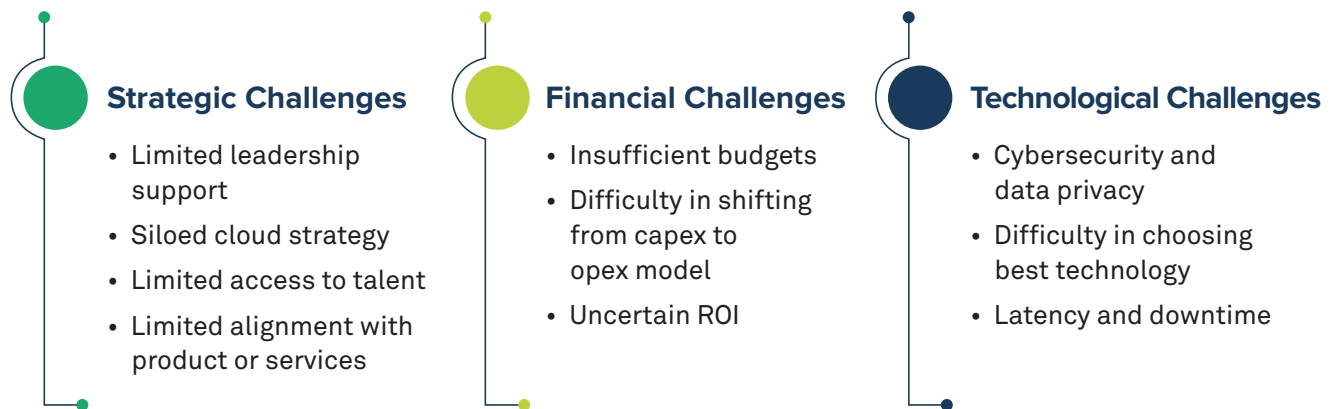 Strategic Challenges
• Limited leadership
support
• Siloed cloud strategy
• Limited access to talent
• Limited alignment with
product or services
Financial Challenges
• Insufficient budgets
• Difficulty in shifting
from capex to
opex model
• Uncertain ROI
Technological Challenges
• Cybersecurity and
data privacy
• Difficulty in choosing
best technology
• Latency and downtime